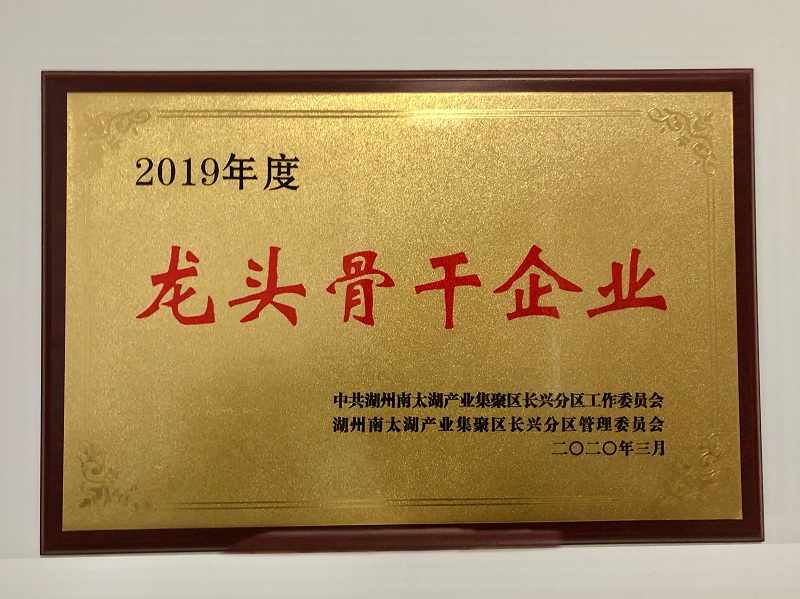 2019年度
龙头骨干企业
中共湖州南太湖产业集聚区长兴分区工作委员会
湖州南太湖产业集聚区长兴分区管理委员会
二〇二〇年三月